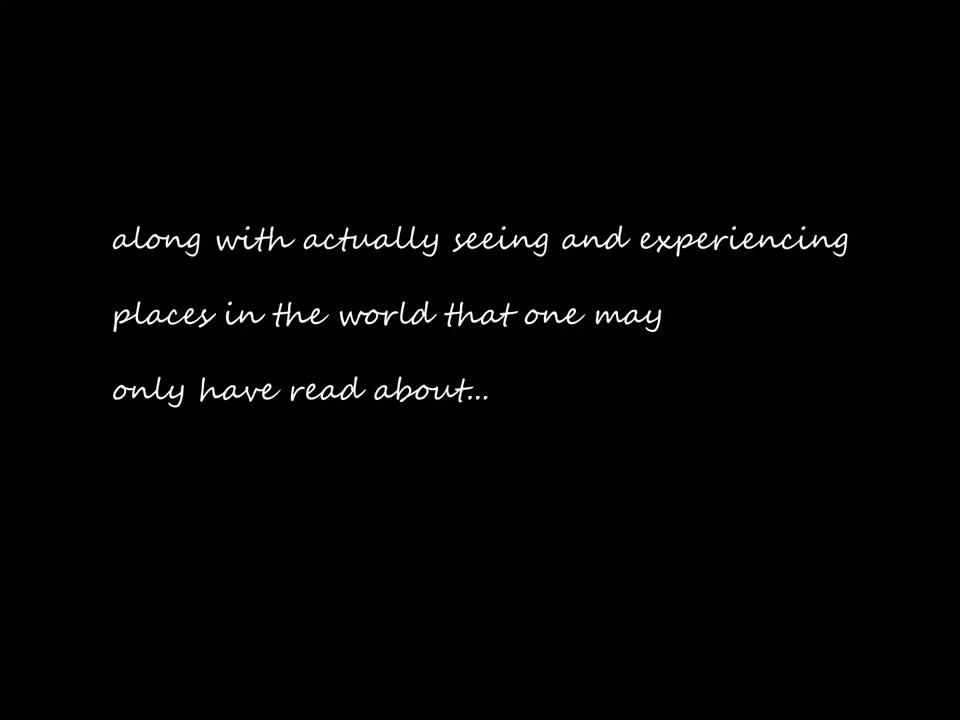 along with actually seeing and experiencing
places in the world that one may
only have read about...